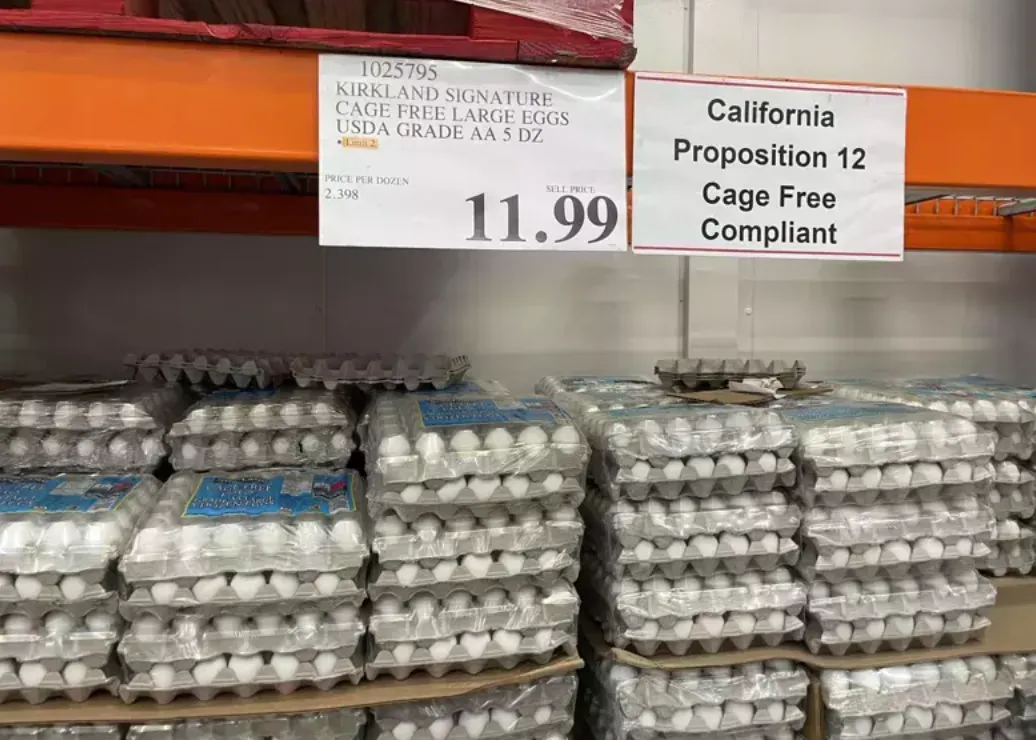 1025795
KIRKLAND SIGNATURE
CAGE FREE LARGE EGGS
USDA GRADE AA 5 DZ
• Limit 2
PRICE PER DOZEN
2.398
SELL PRICE
11.99
California
Proposition 12
Cage Free
Compliant